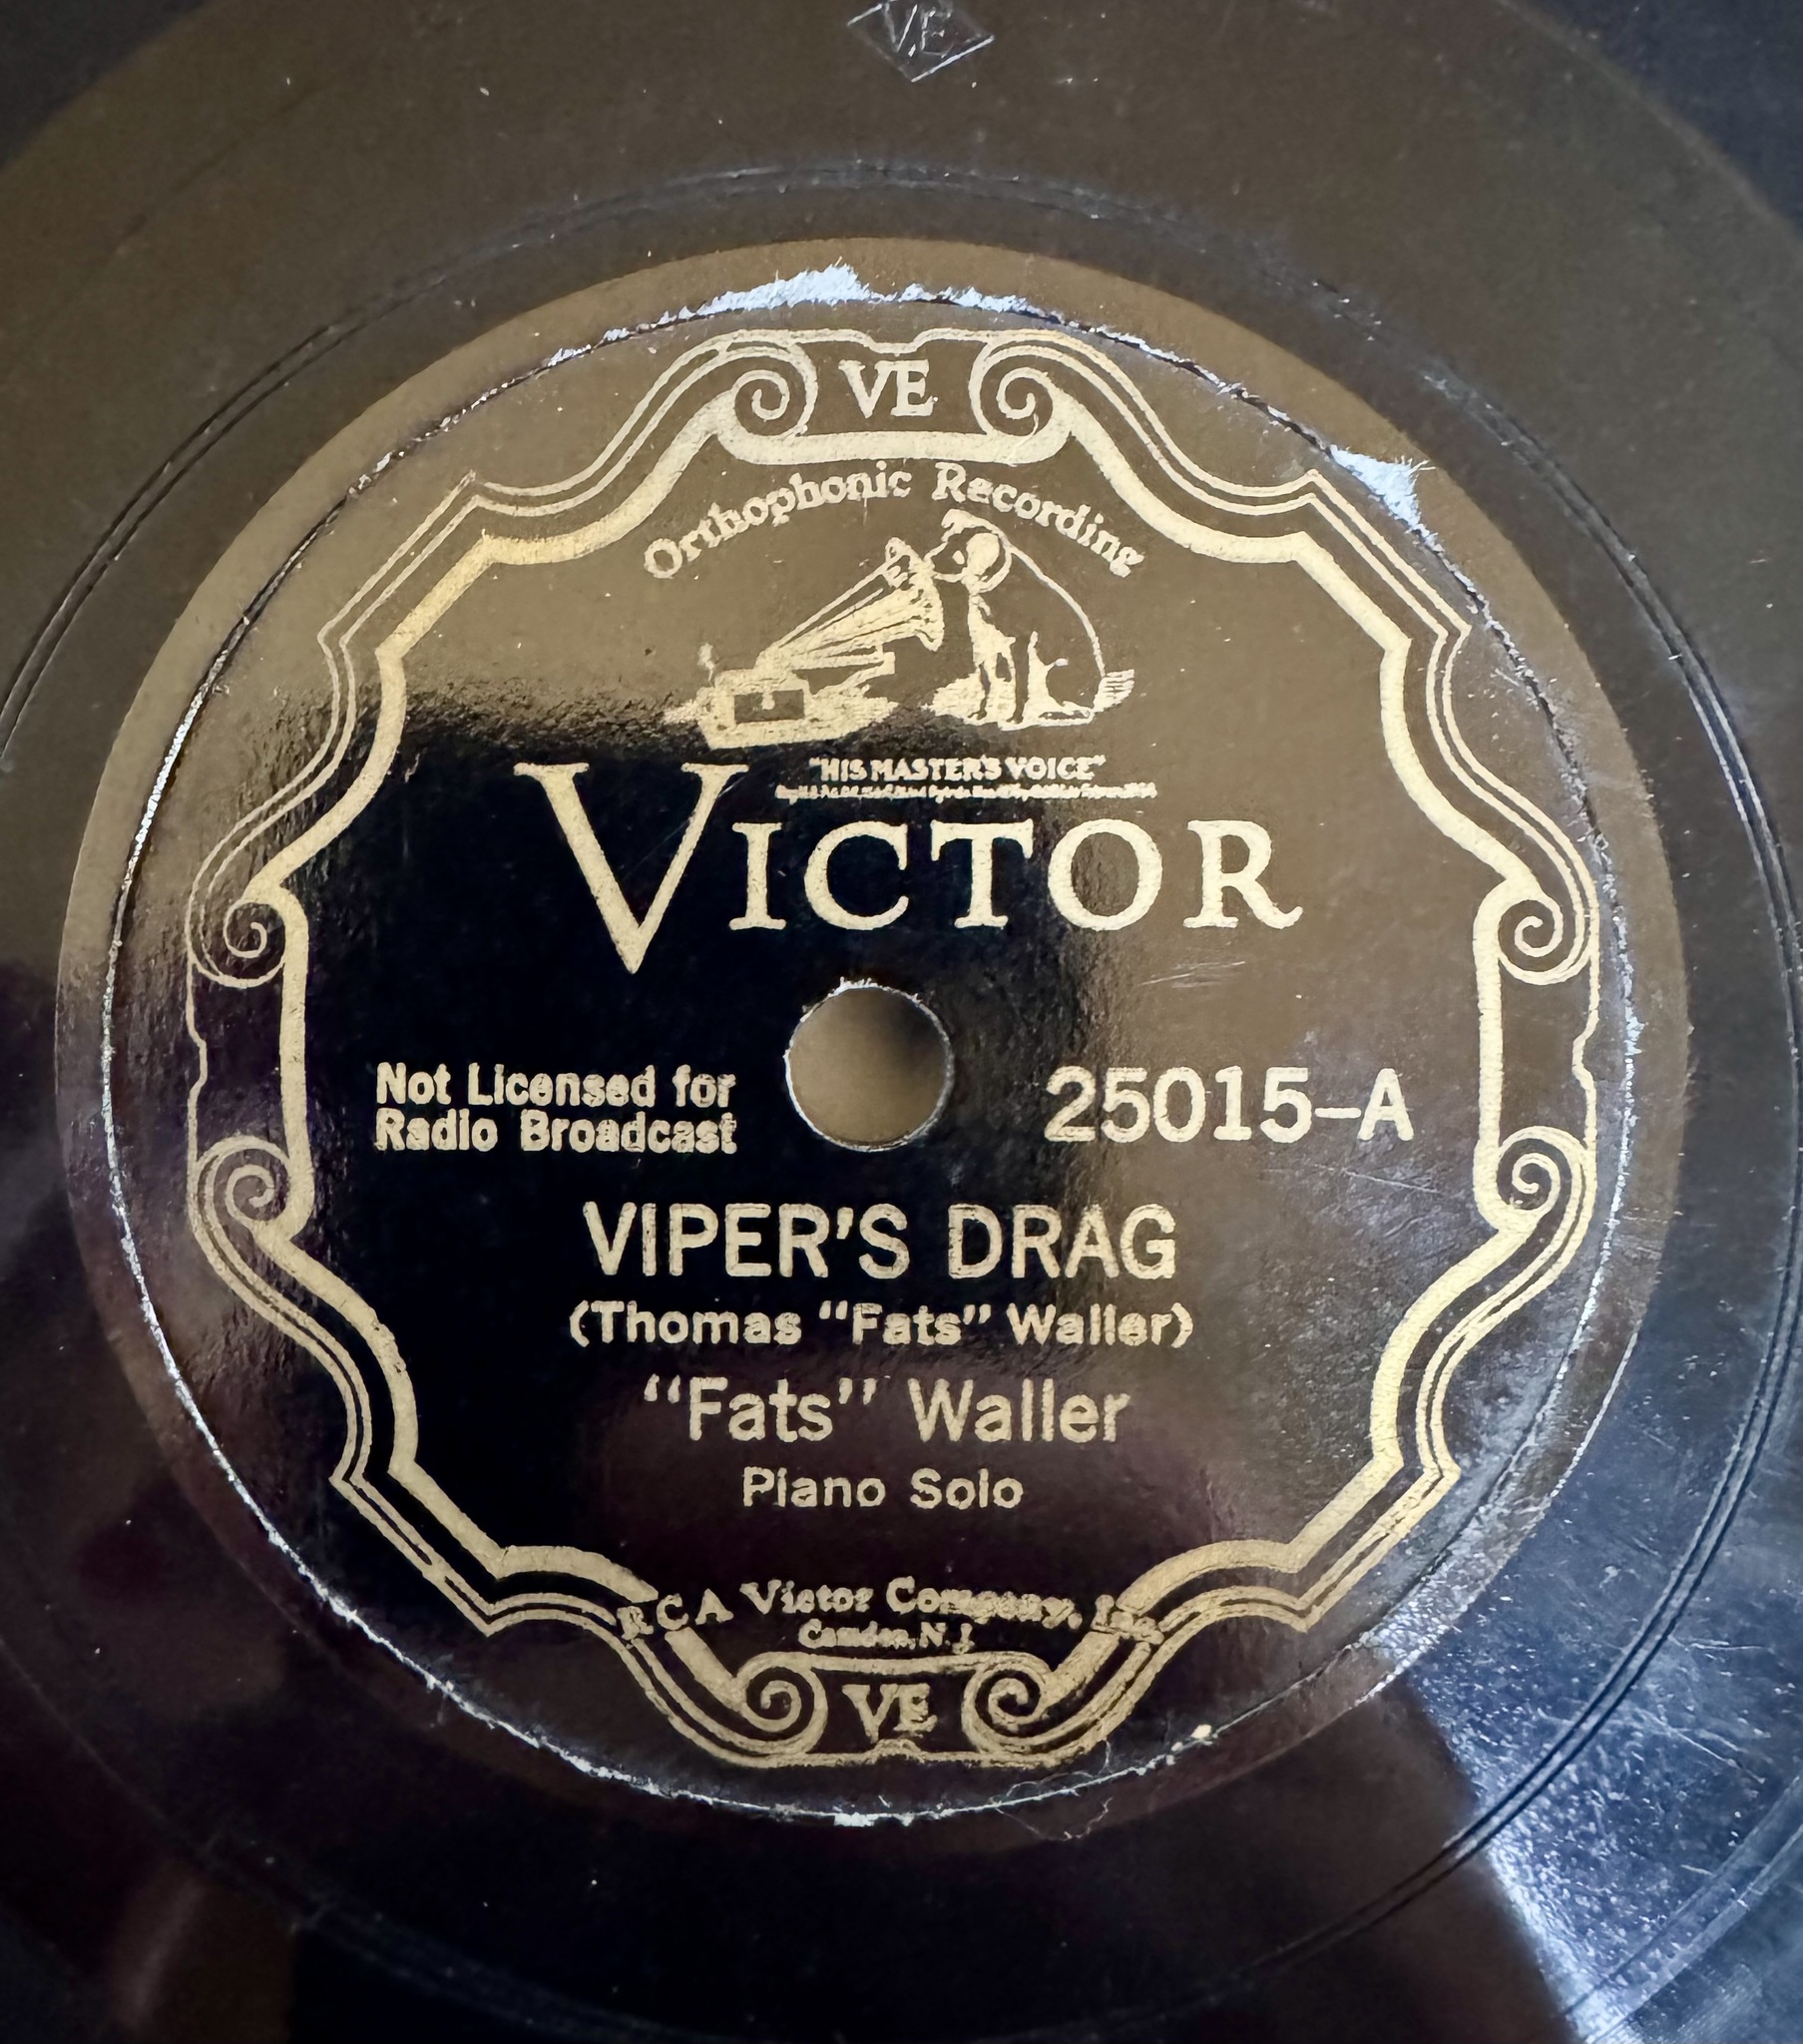 VE
VE
Orthophonic Recording
"HIS MASTER'S VOICE"
VICTOR
Not Licensed for
Radio Broadcast
25015-A
VIPER'S DRAG
(Thomas "Fats" Waller)
"Fats" Waller
Piano Solo
RCA Victor Company, Inc.
Camden, N. J.
VE